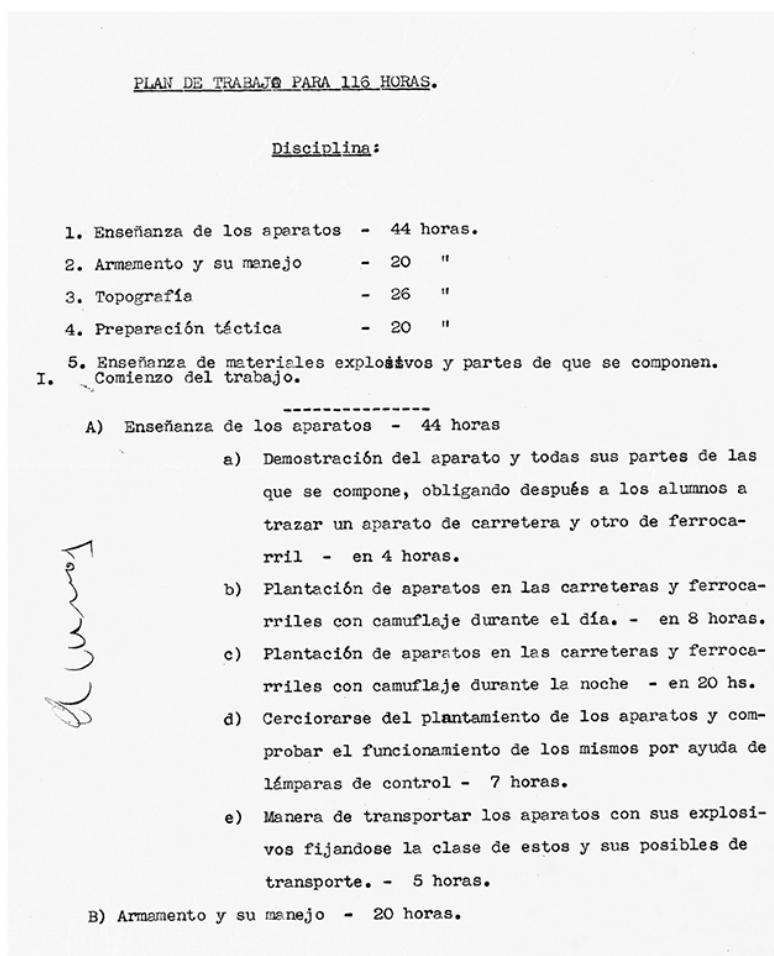 PLAN DE TRABAJO PARA 116 HORAS.
Disciplina:
1. Enseñanza de los aparatos - 44 horas.
2. Armamento y su manejo - 20 "
3. Topografía - 26 "
4. Preparación táctica - 20 "
5. Enseñanza de materiales explosivos y partes de que se componen.
I. Comienzo del trabajo.
---------------
A) Enseñanza de los aparatos - 44 horas
a) Demostración del aparato y todas sus partes de las
que se compone, obligando después a los alumnos a
trazar un aparato de carretera y otro de ferroca-
rril - en 4 horas.
b) Plantación de aparatos en las carreteras y ferroca-
rriles con camuflaje durante el día. - en 8 horas.
c) Plantación de aparatos en las carreteras y ferroca-
rriles con camuflaje durante la noche - en 20 hs.
d) Cerciorarse del plantamiento de los aparatos y com-
probar el funcionamiento de los mismos por ayuda de
lámparas de control - 7 horas.
e) Manera de transportar los aparatos con sus explosi-
vos fijandose la clase de estos y sus posibles de
transporte. - 5 horas.
B) Armamento y su manejo - 20 horas.